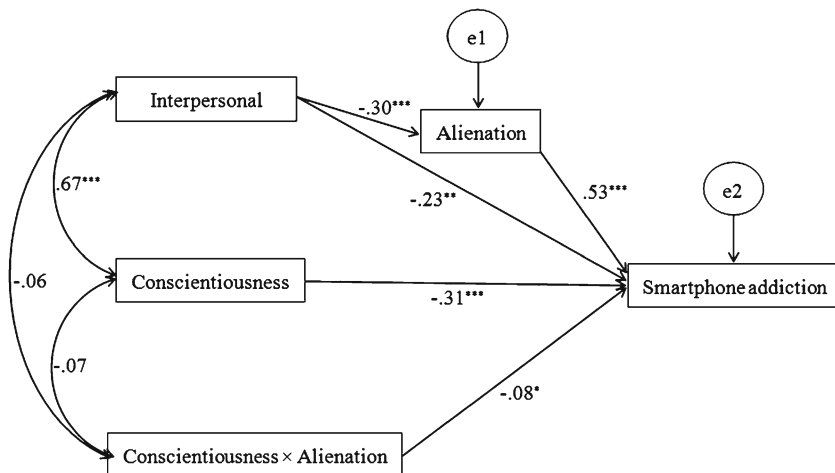 e1
Interpersonal
-.30***
Alienation
.67***
-.23**
.53***
e2
-.06
Conscientiousness
-.31***
Smartphone addiction
-.07
-.08*
Conscientiousness × Alienation